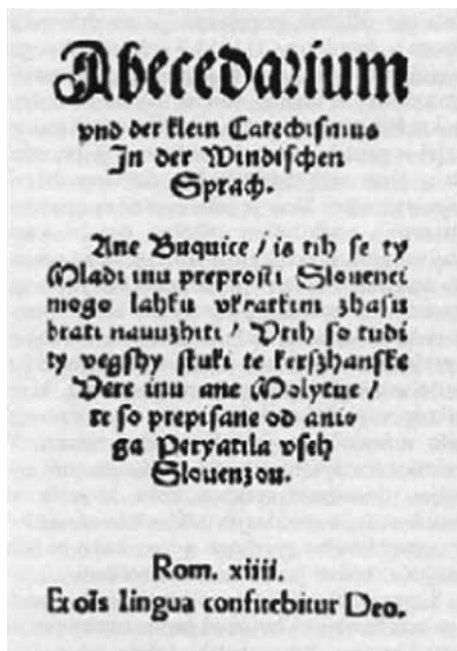 Abecedarium
vnd der klein Catechismus
In der Windischen
Sprach.
Ane Buquice / is tih se ty
Mladi inu preprosti Slouenci
mogo lahku vkratkim zhasu
brati nauuzhiti / Vtih so tudi
ty vegshy stuki te kerszhanske
Vere inu ane Molytue /
te so prepisane od anio
ga Peryatila vseh
Slouenzou.
Rom. xiiii.
Et oīs lingua confitebitur Deo.